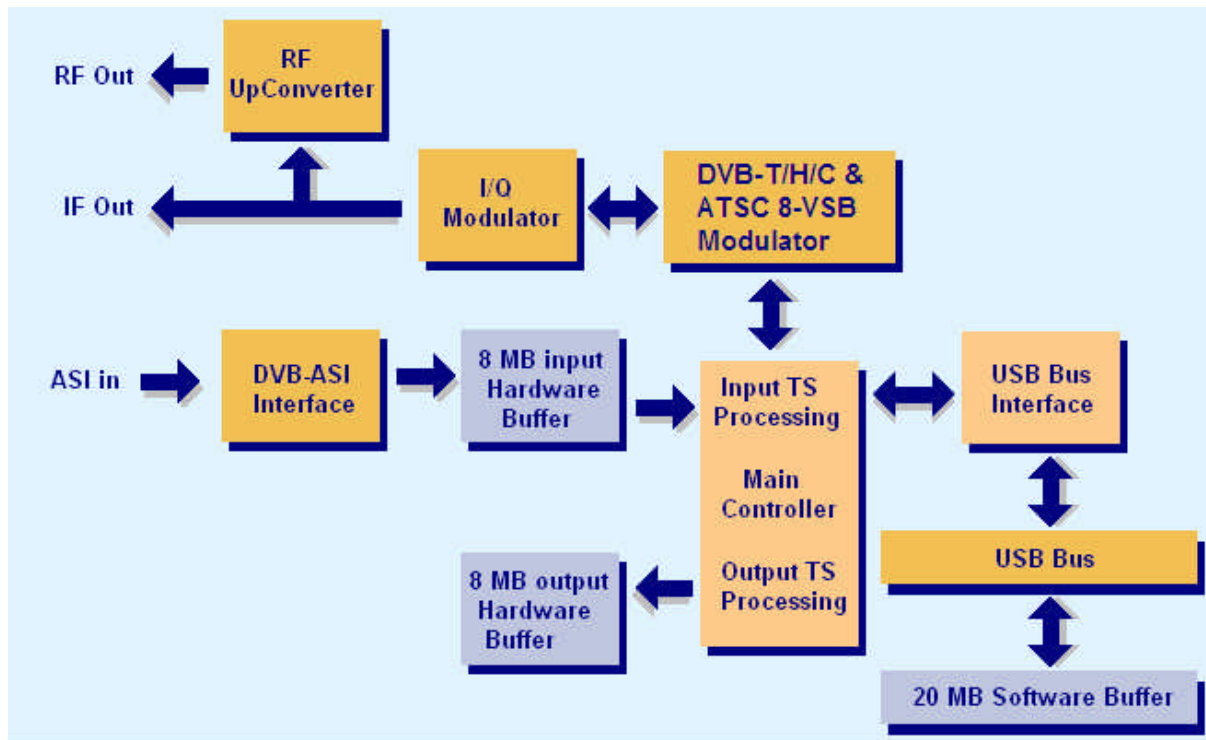 RF
UpConverter
RF Out
I/Q
Modulator
DVB-T/H/C &
ATSC 8-VSB
Modulator
IF Out
ASI in
DVB-ASI
Interface
8 MB input
Hardware
Buffer
Input TS
Processing
Main
Controller
Output TS
Processing
USB Bus
Interface
8 MB output
Hardware
Buffer
USB Bus
20 MB Software Buffer